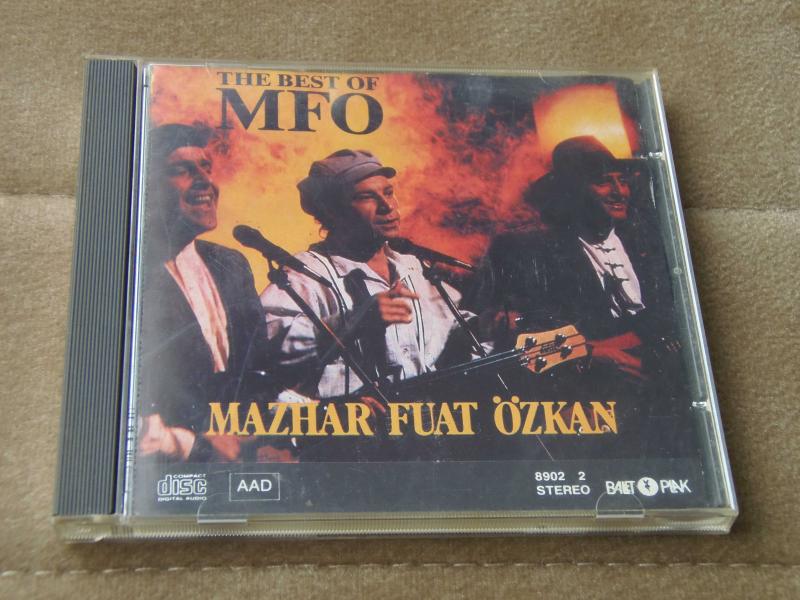 THE BEST OF
MFO
MAZHAR FUAT ÖZKAN
COMPACT
disc
DIGITAL AUDIO
AAD
8902 2
STEREO
BALET PLAK